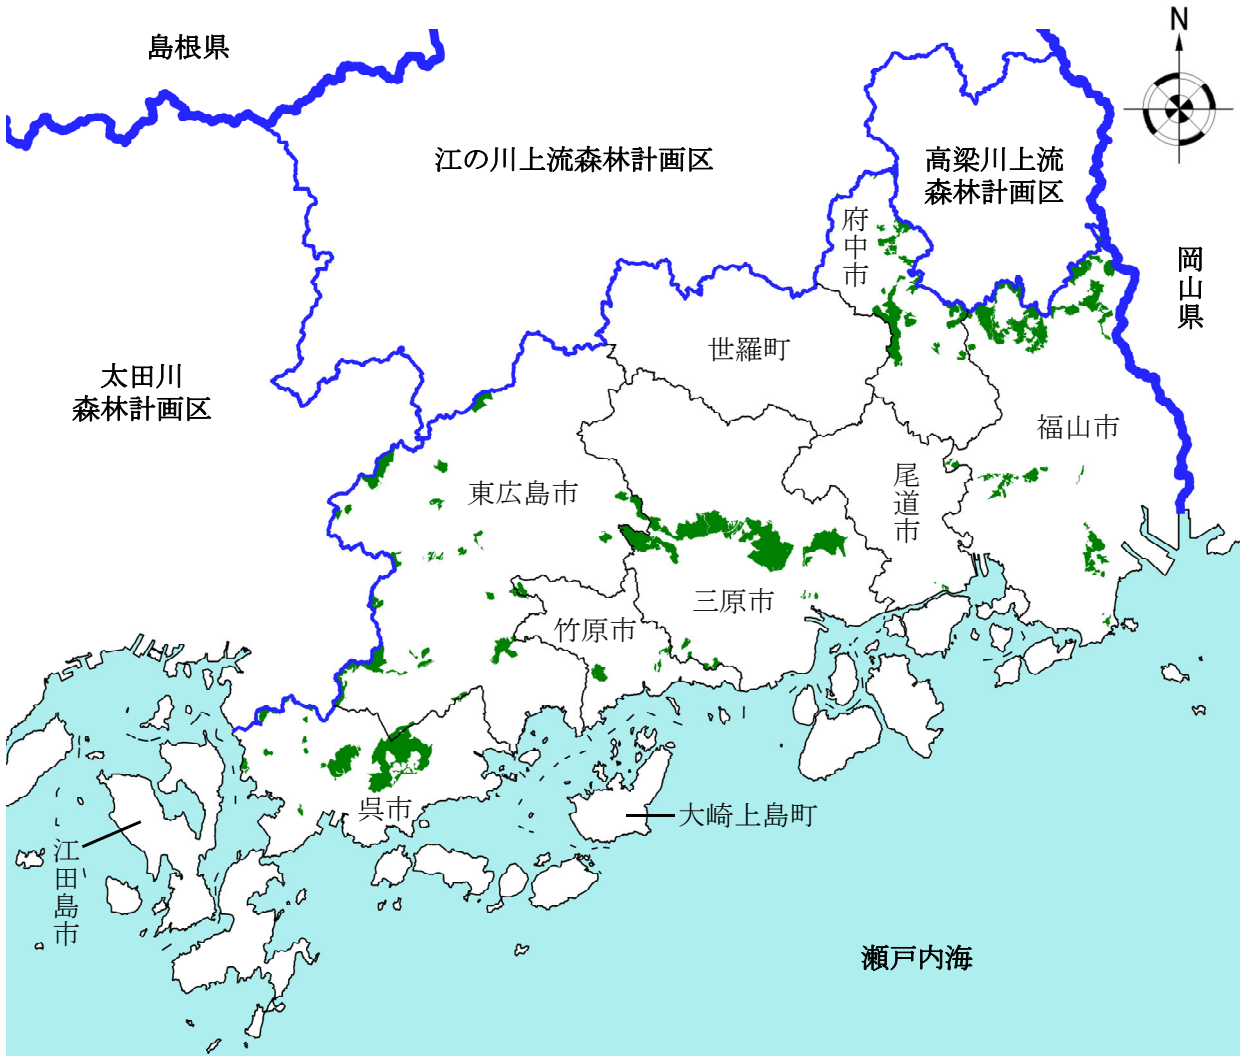 N
島根県
江の川上流森林計画区
高梁川上流
森林計画区
府中市
岡山県
世羅町
太田川
森林計画区
福山市
尾道市
東広島市
三原市
竹原市
呉市
大崎上島町
江田島市
瀬戸内海